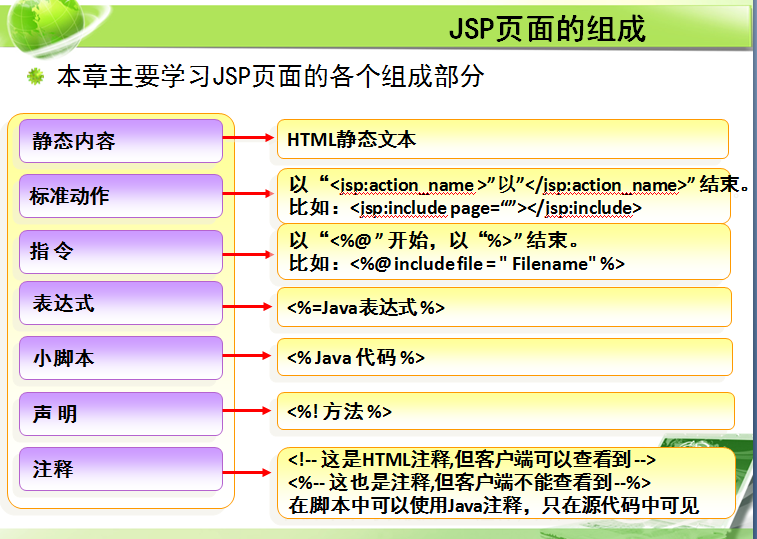 JSP页面的组成
本章主要学习JSP页面的各个组成部分
静态内容
HTML静态文本
标准动作
以“<jsp:action_name >”以”</jsp:action_name>” 结束。
比如：<jsp:include page=“”></jsp:include>
指 令
以“<%@ ” 开始，以“%>” 结束。
比如：<%@ include file = " Filename" %>
表达式
<%=Java表达式 %>
小脚本
<% Java 代码 %>
声 明
<%! 方法 %>
注释
<!-- 这是HTML注释,但客户端可以查看到 -->
<%-- 这也是注释,但客户端不能查看到--%>
在脚本中可以使用Java注释，只在源代码中可见